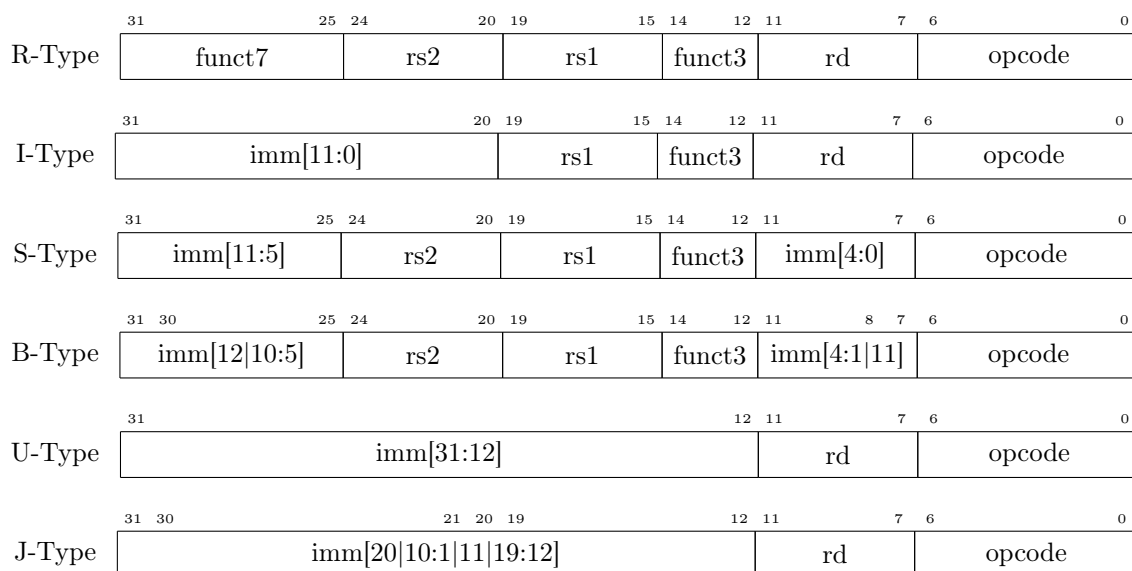 31 25 24 20 19 15 14 12 11 7 6 0
R-Type funct7 rs2 rs1 funct3 rd opcode
31 20 19 15 14 12 11 7 6 0
I-Type imm[11:0] rs1 funct3 rd opcode
31 25 24 20 19 15 14 12 11 7 6 0
S-Type imm[11:5] rs2 rs1 funct3 imm[4:0] opcode
31 30 25 24 20 19 15 14 12 11 8 7 6 0
B-Type imm[12|10:5] rs2 rs1 funct3 imm[4:1|11] opcode
31 12 11 7 6 0
U-Type imm[31:12] rd opcode
31 30 21 20 19 12 11 7 6 0
J-Type imm[20|10:1|11|19:12] rd opcode